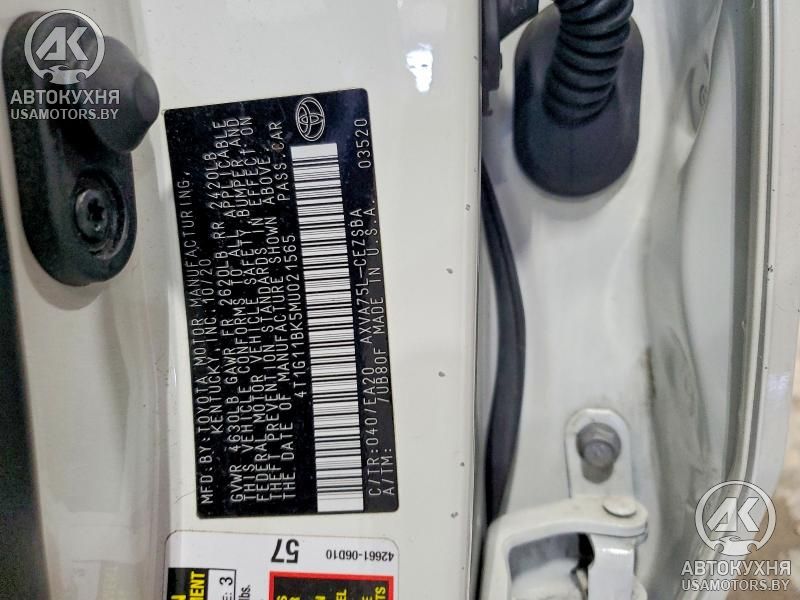 АВТОКУХНЯ
USAMOTORS.BY
MFD. BY: TOYOTA MOTOR MANUFACTURING,
KENTUCKY, INC. 10/20
GVWR 4630LB GAWR FR 2620LB RR 2420LB
THIS VEHICLE CONFORMS TO ALL APPLICABLE
FEDERAL MOTOR VEHICLE SAFETY, BUMPER AND
THEFT PREVENTION STANDARDS IN EFFECT ON
THE DATE OF MANUFACTURE SHOWN ABOVE.
4T1G11BK5MU021565 PASS.CAR
C/TR: 040/EA20 AXVA75L-CEZSBA
A/TM: /UB80F MADE IN U.S.A. 03520
57
42661-06D10
3
lbs.
АВТОКУХНЯ
USAMOTORS.BY